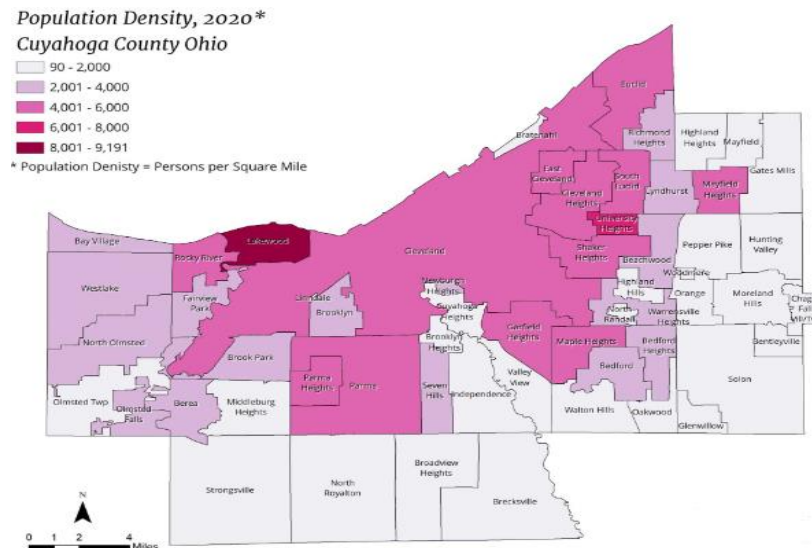 Population Density, 2020*
Cuyahoga County Ohio
90 - 2,000
2,001 - 4,000
4,001 - 6,000
6,001 - 8,000
8,001 - 9,191
* Population Denisty = Persons per Square Mile
Euclid
Bratenahl
Richmond
Heights
Highland
Heights
Mayfield
Gates Mills
East
Cleveland
Cleveland
Heights
South
Euclid
Lyndhurst
Mayfield
Heights
University
Heights
Bay Village
Lakewood
Rocky River
Cleveland
Shaker
Heights
Beachwood
Pepper Pike
Hunting
Valley
Westlake
Fairview
Park
Linndale
Brooklyn
Newburgh
Heights
Cuyahoga
Heights
Highland
Hills
Woodmere
Orange
Moreland
Hills
North
Randall
Warrensville
Heights
North Olmsted
Brook Park
Brooklyn
Heights
Garfield
Heights
Maple Heights
Bedford
Heights
Bentleyville
Parma
Heights
Parma
Seven
Hills
Independence
Valley
View
Bedford
Solon
Olmsted Twp
Olmsted
Falls
Berea
Middleburg
Heights
Walton Hills
Oakwood
Glenwillow
Strongsville
North
Royalton
Broadview
Heights
Brecksville
N
0 1 2 4
Miles